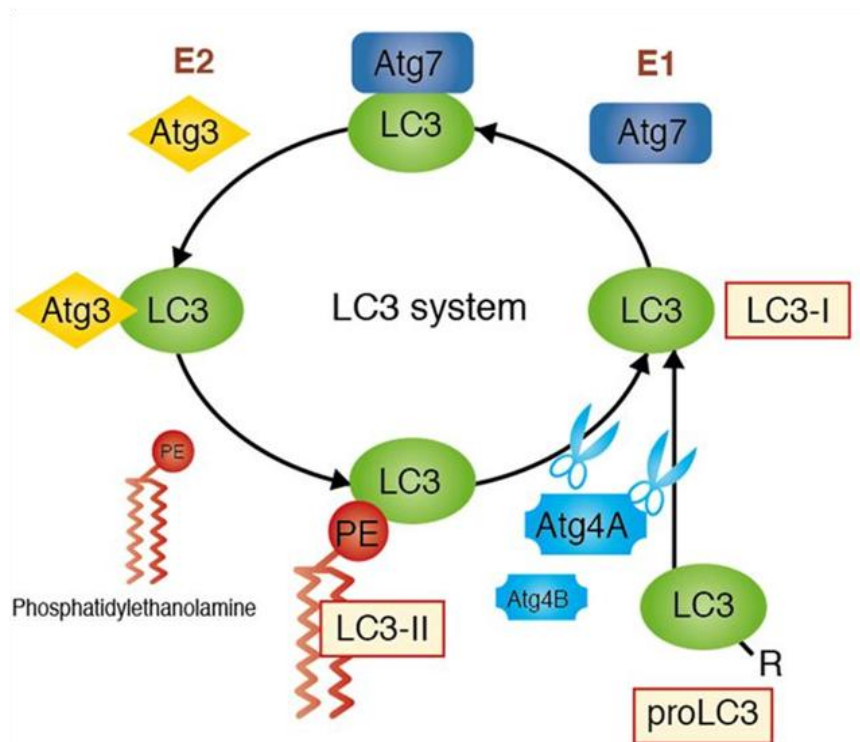 E2
Atg7
E1
Atg3
LC3
Atg7
Atg3
LC3
LC3 system
LC3
LC3-I
PE
LC3
PE
Atg4A
Phosphatidylethanolamine
LC3-II
Atg4B
LC3
R
proLC3